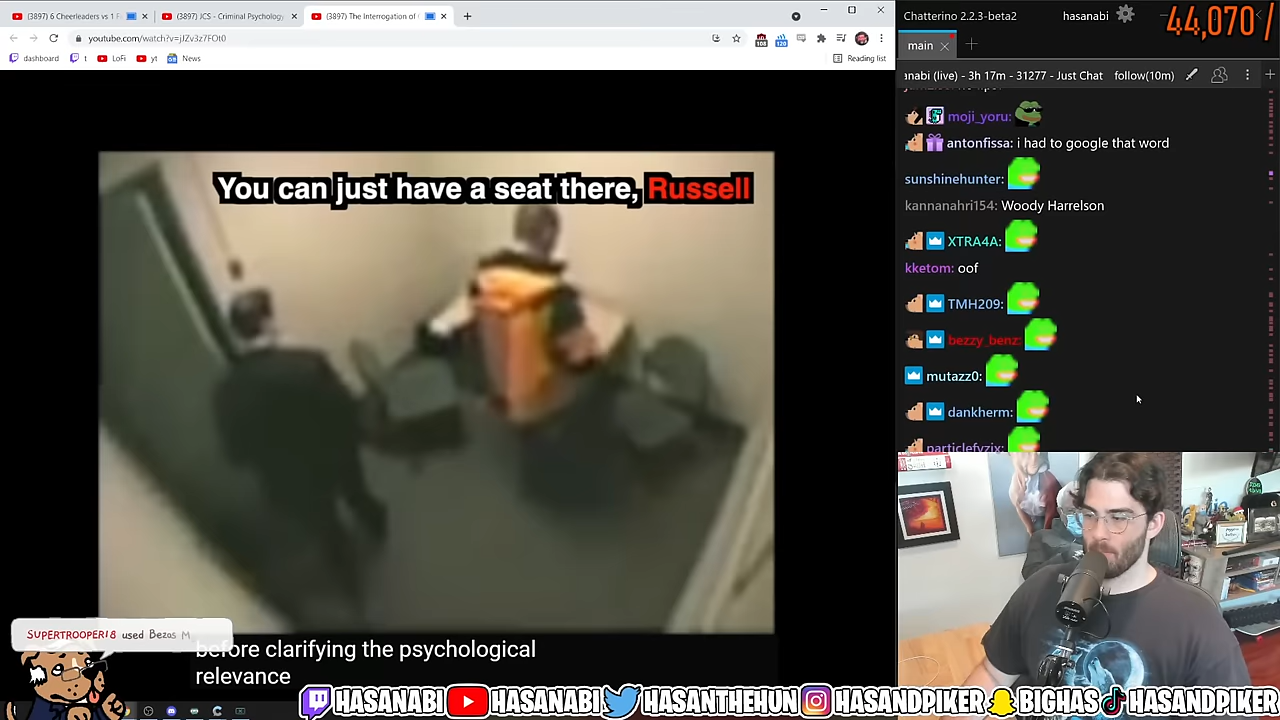 (3897) 6 Cheerleaders vs 1 F
(3897) JCS - Criminal Psychology
(3897) The Interrogation of
youtube.com/watch?v=jJZv3z7FOt0
dashboard
t
LoFi
yt
News
Reading list
You can just have a seat there, Russell
before clarifying the psychological
relevance
SUPERTROOPER18 used Bezos M
Chatterino 2.2.3-beta2
hasanabi
44,070 /
main
anabi (live) - 3h 17m - 31277 - Just Chat
follow(10m)
moji_yoru:
antonfissa: i had to google that word
sunshinehunter:
kannanahri154: Woody Harrelson
XTRA4A:
kketom: oof
TMH209:
bezzy_benz:
mutazz0:
dankherm:
particlefyzix:
HASANABI
HASANABI
HASANTHEHUN
HASANDPIKER
BIGHAS
HASANDPIKER